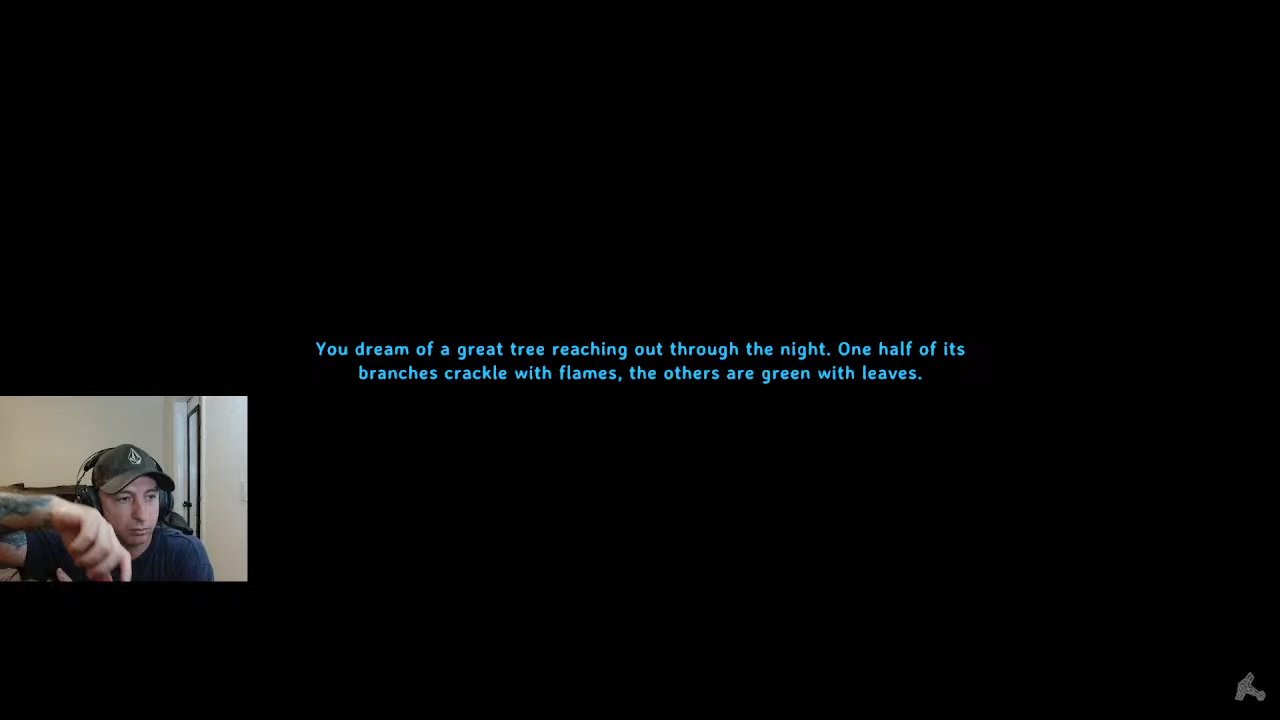 You dream of a great tree reaching out through the night. One half of its
branches crackle with flames, the others are green with leaves.